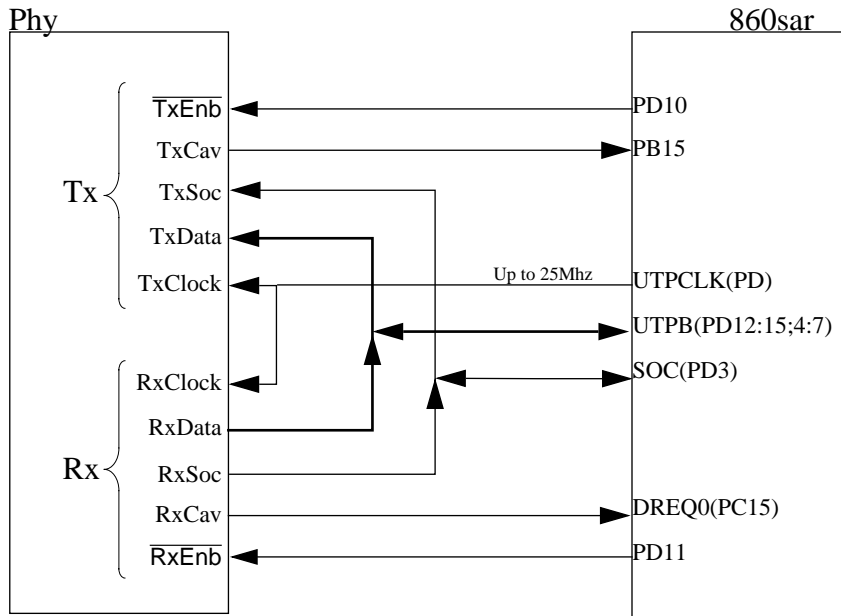 Phy 860sar
TxEnb PD10
TxCav PB15
TxSoc
Tx
TxData
TxClock Up to 25Mhz UTPCLK(PD)
UTPB(PD12:15;4:7)
RxClock SOC(PD3)
RxData
Rx
RxSoc
RxCav DREQ0(PC15)
RxEnb PD11